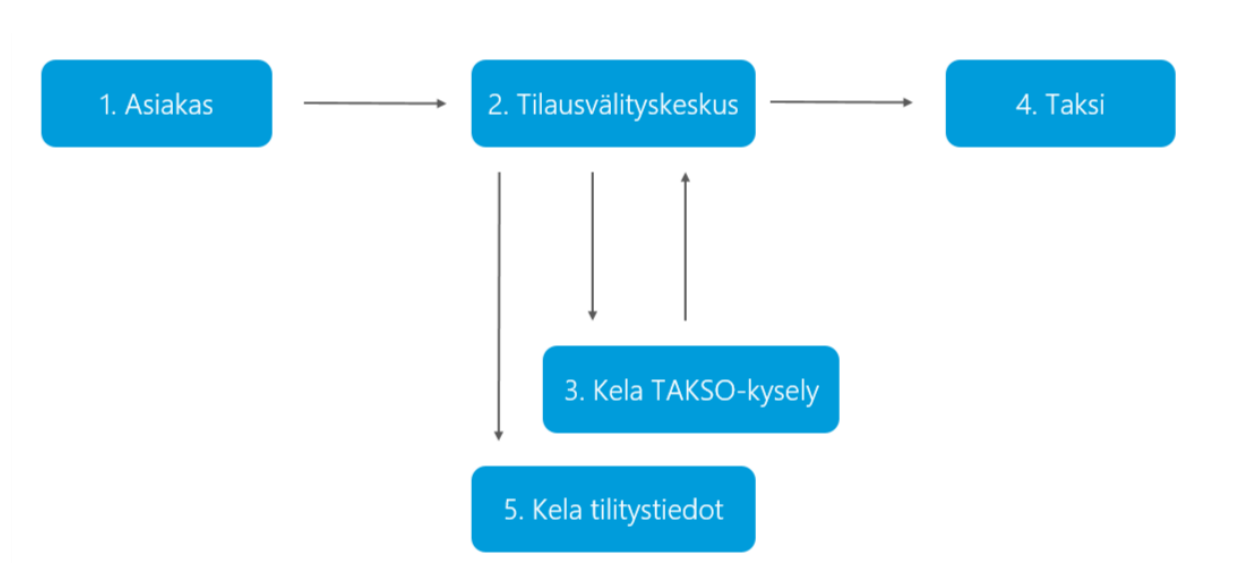 1. Asiakas
2. Tilausvälityskeskus
4. Taksi
3. Kela TAKSO-kysely
5. Kela tilitystiedot